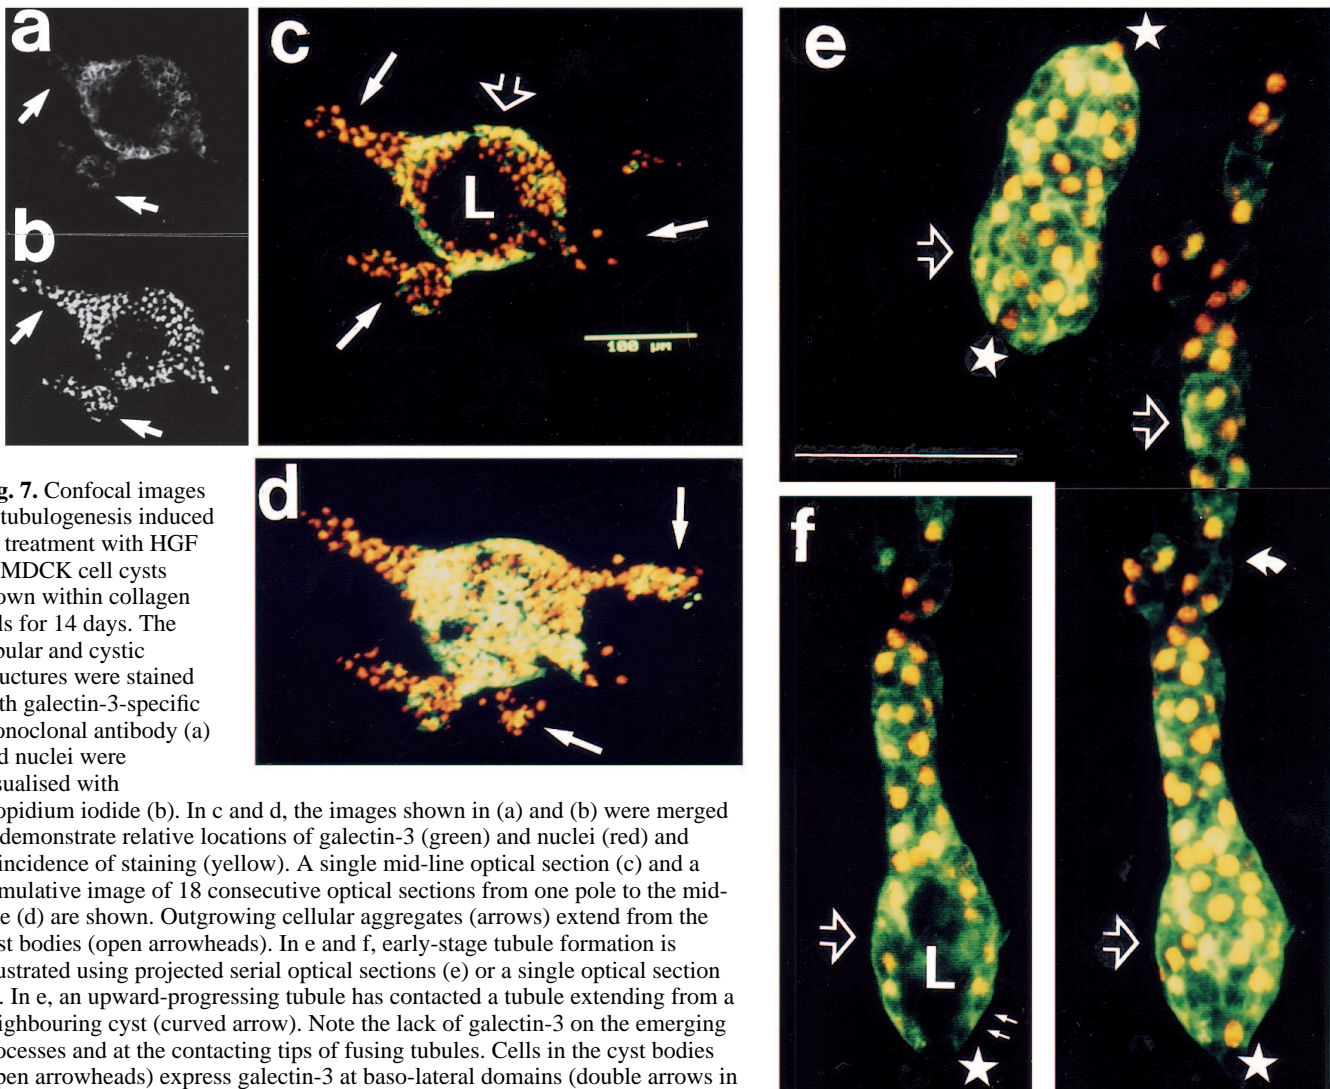 a
b
c
L
100 µm
d
e
f
L
g. 7. Confocal images
tubulogenesis induced
treatment with HGF
MDCK cell cysts
own within collagen
ls for 14 days. The
bular and cystic
ructures were stained
th galectin-3-specific
onoclonal antibody (a)
d nuclei were
sualised with
opidium iodide (b). In c and d, the images shown in (a) and (b) were merged
demonstrate relative locations of galectin-3 (green) and nuclei (red) and
incidence of staining (yellow). A single mid-line optical section (c) and a
mulative image of 18 consecutive optical sections from one pole to the mid-
e (d) are shown. Outgrowing cellular aggregates (arrows) extend from the
st bodies (open arrowheads). In e and f, early-stage tubule formation is
ustrated using projected serial optical sections (e) or a single optical section
. In e, an upward-progressing tubule has contacted a tubule extending from a
ighbouring cyst (curved arrow). Note the lack of galectin-3 on the emerging
ocesses and at the contacting tips of fusing tubules. Cells in the cyst bodies
pen arrowheads) express galectin-3 at baso-lateral domains (double arrows in